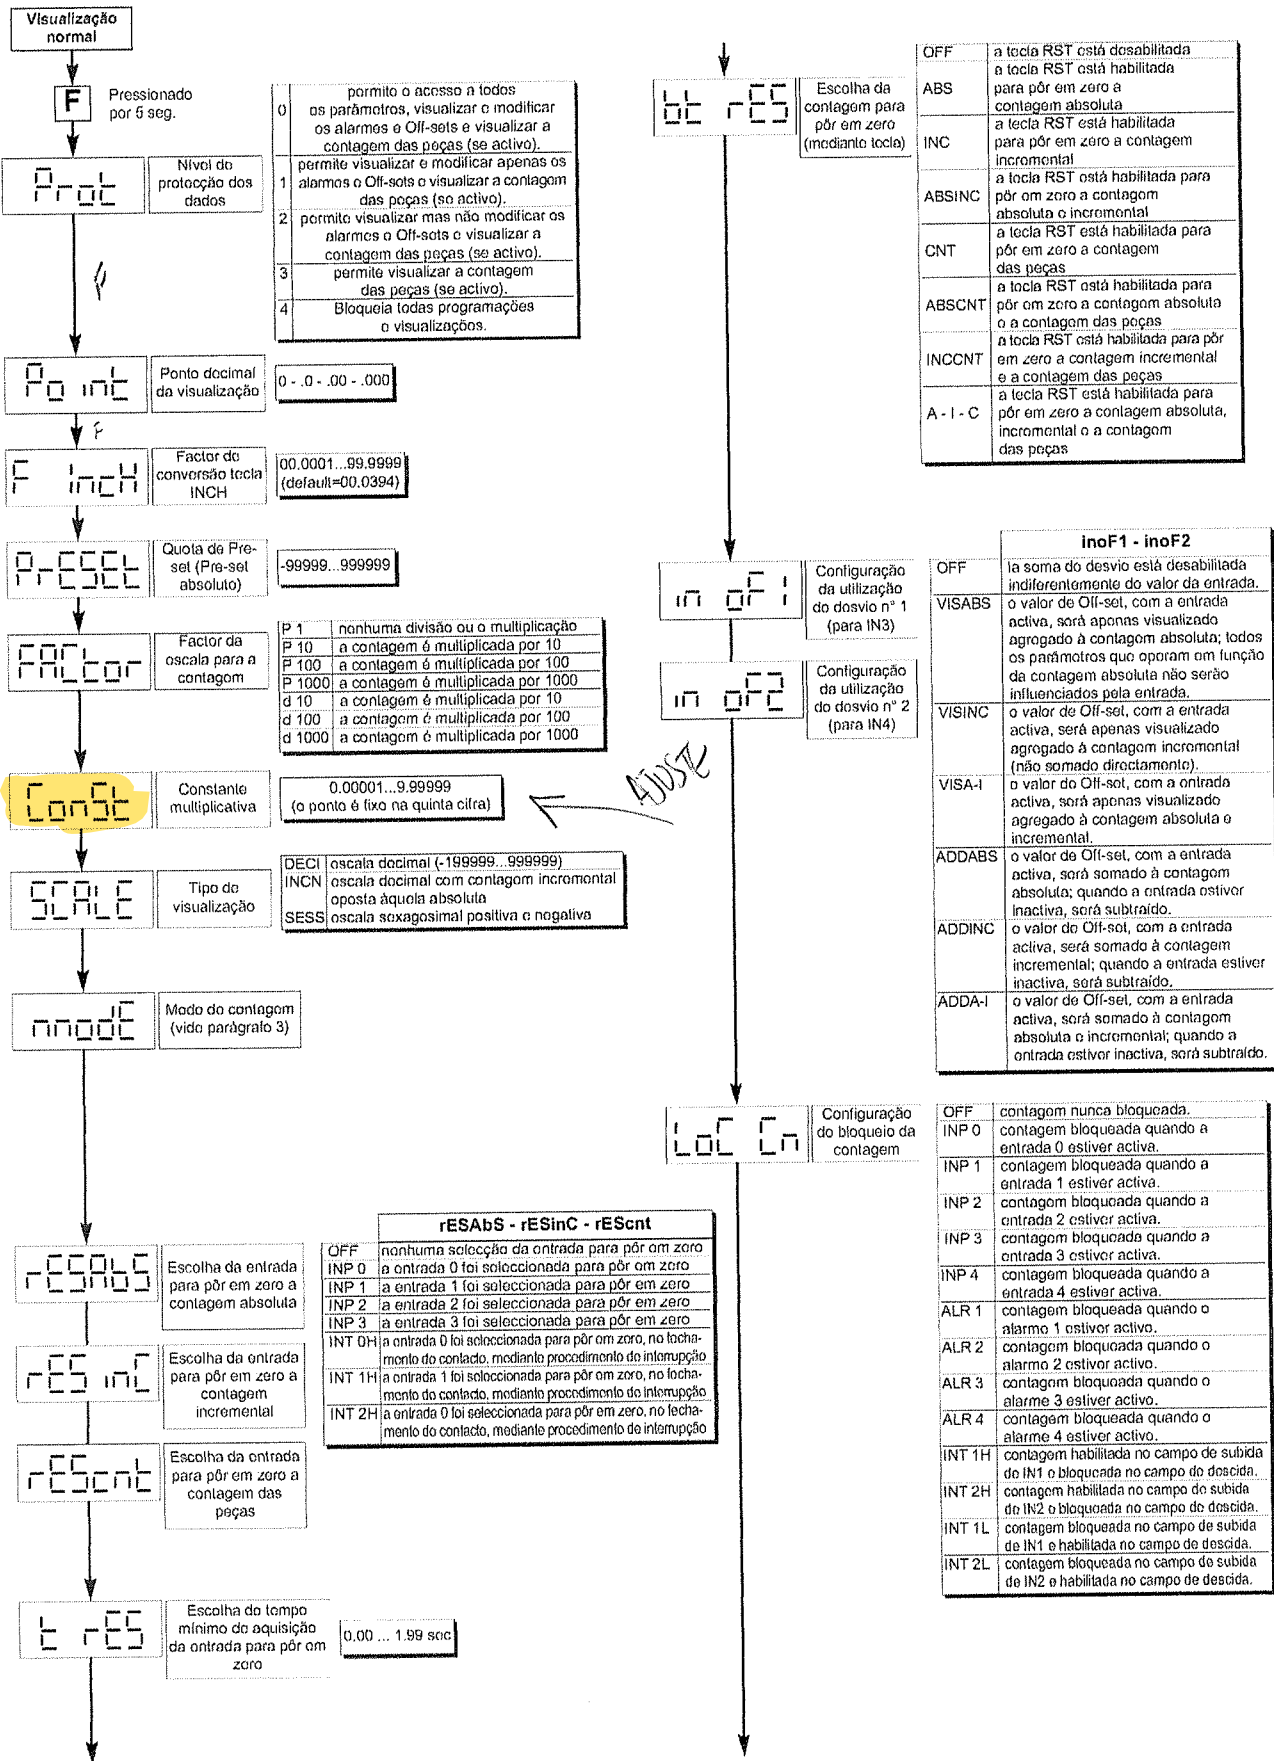 Visualização
normal
F
Pressionado
por 5 seg.
Prot
Nível de
protecção dos
dados
0 permite o acesso a todos
os parâmetros, visualizar e modificar
os alarmes e Off-sets e visualizar a
contagem das peças (se activo).
1 permite visualizar e modificar apenas os
alarmes e Off-sets e visualizar a contagem
das peças (se activo).
2 permite visualizar mas não modificar os
alarmes e Off-sets e visualizar a
contagem das peças (se activo).
3 permite visualizar a contagem
das peças (se activo).
4 Bloqueia todas programações
e visualizações.
Point
Ponto decimal
da visualização
0 - .0 - .00 - .000
F
F IncH
Factor de
conversão tecla
INCH
00.0001...99.9999
(default=00.0394)
PrESEt
Quota de Pre-
set (Pre-set
absoluto)
-99999...999999
FACtor
Factor da
escala para a
contagem
P 1 nenhuma divisão ou o multiplicação
P 10 a contagem é multiplicada por 10
P 100 a contagem é multiplicada por 100
P 1000 a contagem é multiplicada por 1000
d 10 a contagem é multiplicada por 10
d 100 a contagem é multiplicada por 100
d 1000 a contagem é multiplicada por 1000
ConSt
Constante
multiplicativa
0.00001...9.99999
(o ponto é fixo na quinta cifra)
AJUSTE
SCALE
Tipo de
visualização
DECI escala decimal (-199999...999999)
INCN escala decimal com contagem incremental
oposta àquela absoluta
SESS escala sexagesimal positiva e negativa
nnodE
Modo de contagem
(vide parágrafo 3)
rESAbS
Escolha da entrada
para pôr em zero a
contagem absoluta
rES inC
Escolha da entrada
para pôr em zero a
contagem
incremental
rEScnt
Escolha da entrada
para pôr em zero a
contagem das
peças
rESAbS - rESinC - rEScnt
OFF nenhuma selecção da entrada para pôr em zero
INP 0 a entrada 0 foi seleccionada para pôr em zero
INP 1 a entrada 1 foi seleccionada para pôr em zero
INP 2 a entrada 2 foi seleccionada para pôr em zero
INP 3 a entrada 3 foi seleccionada para pôr em zero
INT 0H a entrada 0 foi seleccionada para pôr em zero, no fecha-
mento do contacto, mediante procedimento de interrupção
INT 1H a entrada 1 foi seleccionada para pôr em zero, no fecha-
mento do contacto, mediante procedimento de interrupção
INT 2H a entrada 0 foi seleccionada para pôr em zero, no fecha-
mento do contacto, mediante procedimento de interrupção
t rES
Escolha do tempo
mínimo de aquisição
da entrada para pôr em
zero
0.00 ... 1.99 sec
bt rES
Escolha da
contagem para
pôr em zero
(mediante tecla)
OFF a tecla RST está desabilitada
ABS a tecla RST está habilitada
para pôr em zero a
contagem absoluta
INC a tecla RST está habilitada
para pôr em zero a contagem
incremental
ABSINC a tecla RST está habilitada para
pôr em zero a contagem
absoluta e incremental
CNT a tecla RST está habilitada para
pôr em zero a contagem
das peças
ABSCNT a tecla RST está habilitada para
pôr em zero a contagem absoluta
e a contagem das peças
INCCNT a tecla RST está habilitada para pôr
em zero a contagem incremental
e a contagem das peças
A - I - C a tecla RST está habilitada para
pôr em zero a contagem absoluta,
incremental e a contagem
das peças
in oF1
Configuração
da utilização
do desvio n° 1
(para IN3)
in oF2
Configuração
da utilização
do desvio n° 2
(para IN4)
inoF1 - inoF2
OFF la soma do desvio está desabilitada
indiferentemente do valor da entrada.
VISABS o valor de Off-set, com a entrada
activa, será apenas visualizado
agregado à contagem absoluta; todos
os parâmetros que operam em função
da contagem absoluta não serão
influenciados pela entrada.
VISINC o valor de Off-set, com a entrada
activa, será apenas visualizado
agregado à contagem incremental
(não somado directamente).
VISA-I o valor de Off-set, com a entrada
activa, será apenas visualizado
agregado à contagem absoluta e
incremental.
ADDABS o valor de Off-set, com a entrada
activa, será somado à contagem
absoluta; quando a entrada estiver
inactiva, será subtraído.
ADDINC o valor de Off-set, com a entrada
activa, será somado à contagem
incremental; quando a entrada estiver
inactiva, será subtraído.
ADDA-I o valor de Off-set, com a entrada
activa, será somado à contagem
absoluta e incremental; quando a
entrada estiver inactiva, será subtraído.
LoC Cn
Configuração
do bloqueio da
contagem
OFF contagem nunca bloqueada.
INP 0 contagem bloqueada quando a
entrada 0 estiver activa.
INP 1 contagem bloqueada quando a
entrada 1 estiver activa.
INP 2 contagem bloqueada quando a
entrada 2 estiver activa.
INP 3 contagem bloqueada quando a
entrada 3 estiver activa.
INP 4 contagem bloqueada quando a
entrada 4 estiver activa.
ALR 1 contagem bloqueada quando o
alarme 1 estiver activo.
ALR 2 contagem bloqueada quando o
alarme 2 estiver activo.
ALR 3 contagem bloqueada quando o
alarme 3 estiver activo.
ALR 4 contagem bloqueada quando o
alarme 4 estiver activo.
INT 1H contagem habilitada no campo de subida
de IN1 e bloqueada no campo de descida.
INT 2H contagem habilitada no campo de subida
de IN2 e bloqueada no campo de descida.
INT 1L contagem bloqueada no campo de subida
de IN1 e habilitada no campo de descida.
INT 2L contagem bloqueada no campo de subida
de IN2 e habilitada no campo de descida.